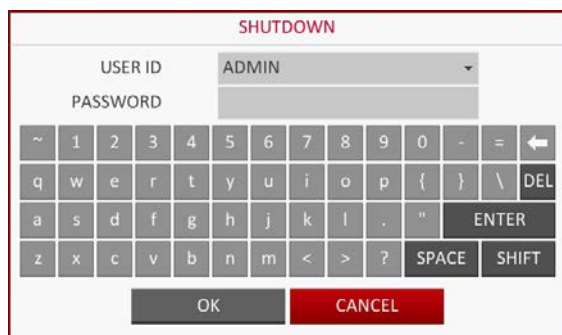 SHUTDOWN
USER ID ADMIN
PASSWORD
~ 1 2 3 4 5 6 7 8 9 0 - =
q w e r t y u i o p { } \ DEL
a s d f g h j k l . " ENTER
z x c v b n m < > ? SPACE SHIFT
OK CANCEL